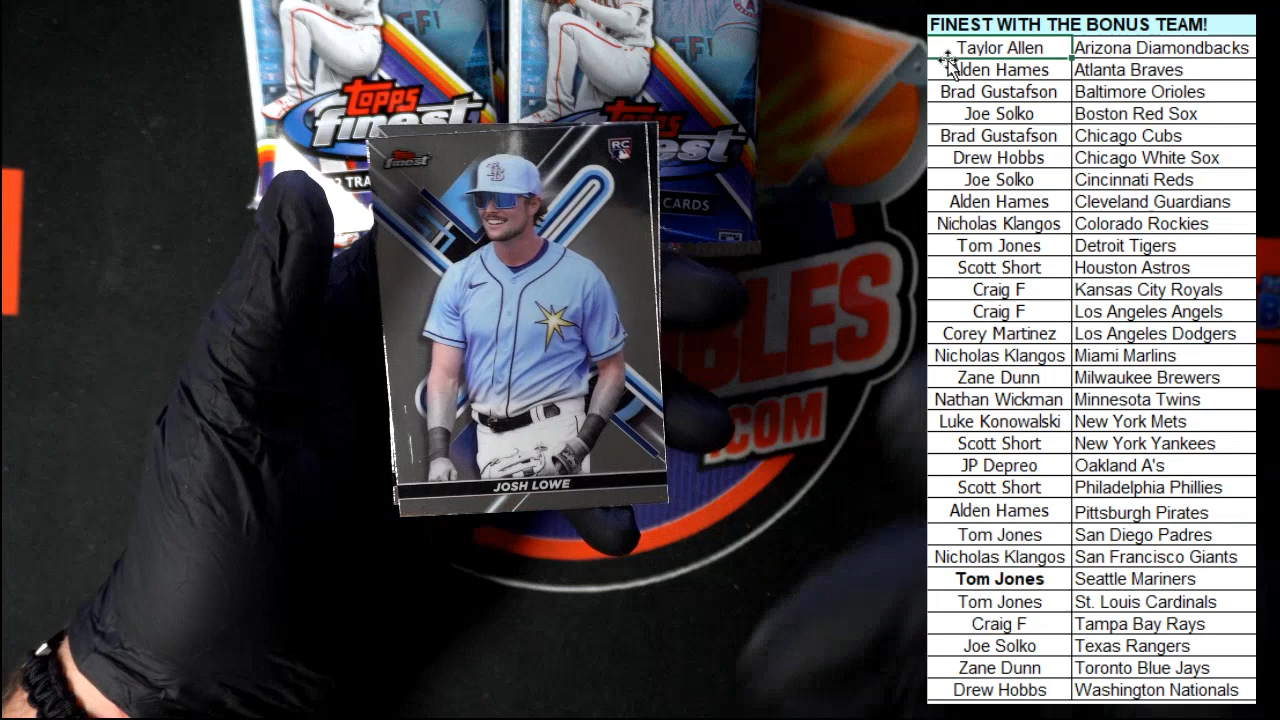 FINEST WITH THE BONUS TEAM!
Taylor Allen Arizona Diamondbacks
Alden Hames Atlanta Braves
Brad Gustafson Baltimore Orioles
Joe Solko Boston Red Sox
Brad Gustafson Chicago Cubs
Drew Hobbs Chicago White Sox
Joe Solko Cincinnati Reds
Alden Hames Cleveland Guardians
Nicholas Klangos Colorado Rockies
Tom Jones Detroit Tigers
Scott Short Houston Astros
Craig F Kansas City Royals
Craig F Los Angeles Angels
Corey Martinez Los Angeles Dodgers
Nicholas Klangos Miami Marlins
Zane Dunn Milwaukee Brewers
Nathan Wickman Minnesota Twins
Luke Konowalski New York Mets
Scott Short New York Yankees
JP Depreo Oakland A's
Scott Short Philadelphia Phillies
Alden Hames Pittsburgh Pirates
Tom Jones San Diego Padres
Nicholas Klangos San Francisco Giants
Tom Jones Seattle Mariners
Tom Jones St. Louis Cardinals
Craig F Tampa Bay Rays
Joe Solko Texas Rangers
Zane Dunn Toronto Blue Jays
Drew Hobbs Washington Nationals
TOPPS
finest
TOPPS
CARDS
finest
RC
TB
JOSH LOWE
.COM